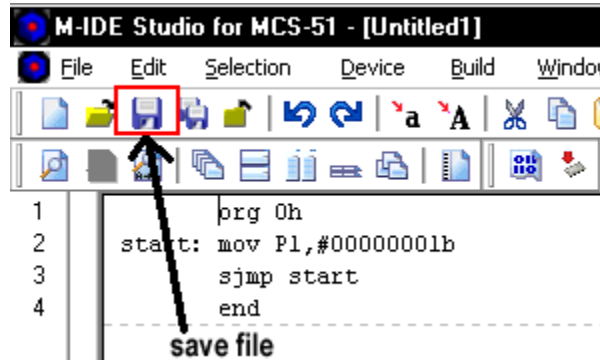 M-IDE Studio for MCS-51 - [Untitled1]
File Edit Selection Device Build
a A
1 org 0h
2 start: mov P1,#00000001b
3 sjmp start
4 end
save file